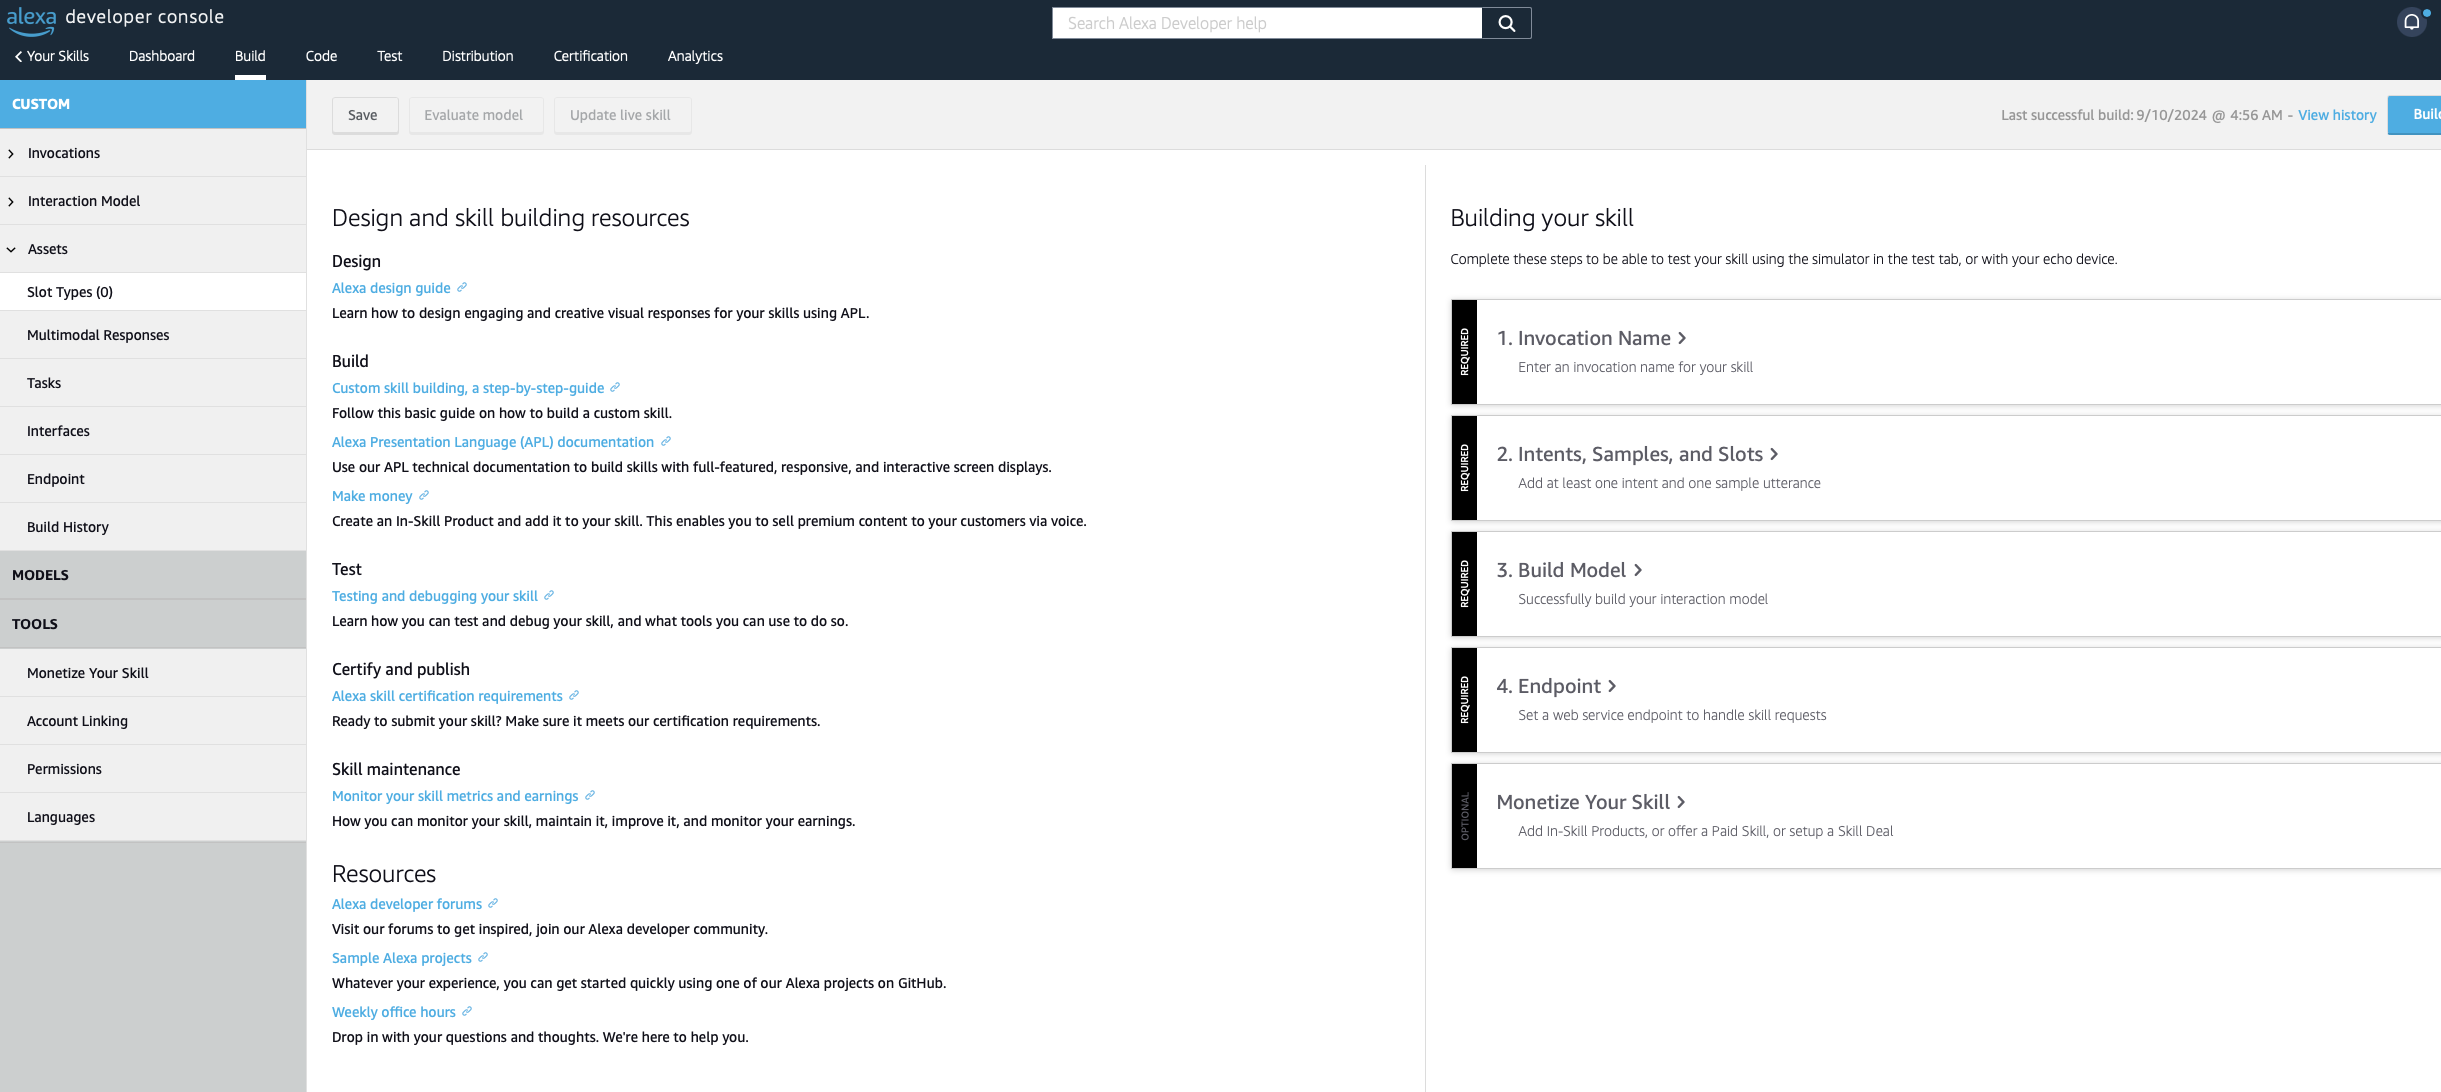 alexa developer console
Search Alexa Developer help
Your Skills
Dashboard
Build
Code
Test
Distribution
Certification
Analytics
CUSTOM
Invocations
Interaction Model
Assets
Slot Types (0)
Multimodal Responses
Tasks
Interfaces
Endpoint
Build History
MODELS
TOOLS
Monetize Your Skill
Account Linking
Permissions
Languages
Save
Evaluate model
Update live skill
Last successful build: 9/10/2024 @ 4:56 AM - View history
Design and skill building resources
Design
Alexa design guide
Learn how to design engaging and creative visual responses for your skills using APL.
Build
Custom skill building, a step-by-step-guide
Follow this basic guide on how to build a custom skill.
Alexa Presentation Language (APL) documentation
Use our APL technical documentation to build skills with full-featured, responsive, and interactive screen displays.
Make money
Create an In-Skill Product and add it to your skill. This enables you to sell premium content to your customers via voice.
Test
Testing and debugging your skill
Learn how you can test and debug your skill, and what tools you can use to do so.
Certify and publish
Alexa skill certification requirements
Ready to submit your skill? Make sure it meets our certification requirements.
Skill maintenance
Monitor your skill metrics and earnings
How you can monitor your skill, maintain it, improve it, and monitor your earnings.
Resources
Alexa developer forums
Visit our forums to get inspired, join our Alexa developer community.
Sample Alexa projects
Whatever your experience, you can get started quickly using one of our Alexa projects on GitHub.
Weekly office hours
Drop in with your questions and thoughts. We're here to help you.
Building your skill
Complete these steps to be able to test your skill using the simulator in the test tab, or with your echo device.
REQUIRED
1. Invocation Name
Enter an invocation name for your skill
REQUIRED
2. Intents, Samples, and Slots
Add at least one intent and one sample utterance
REQUIRED
3. Build Model
Successfully build your interaction model
REQUIRED
4. Endpoint
Set a web service endpoint to handle skill requests
OPTIONAL
Monetize Your Skill
Add In-Skill Products, or offer a Paid Skill, or setup a Skill Deal